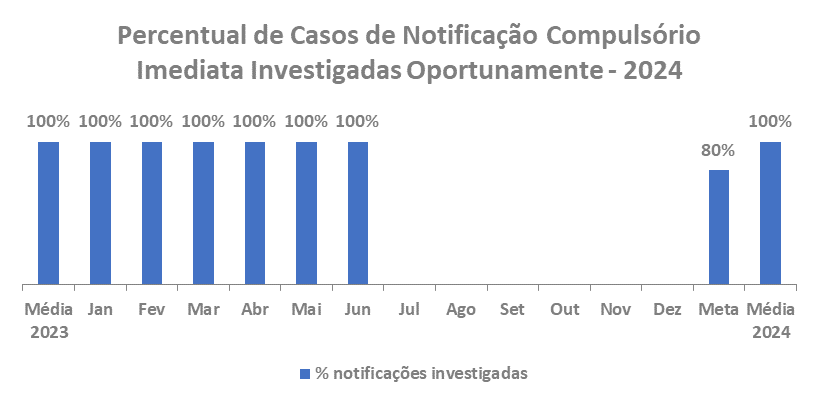 Percentual de Casos de Notificação Compulsório
Imediata Investigadas Oportunamente - 2024
100% 100% 100% 100% 100% 100% 100% 80% 100%
Média 2023 Jan Fev Mar Abr Mai Jun Jul Ago Set Out Nov Dez Meta Média 2024
% notificações investigadas